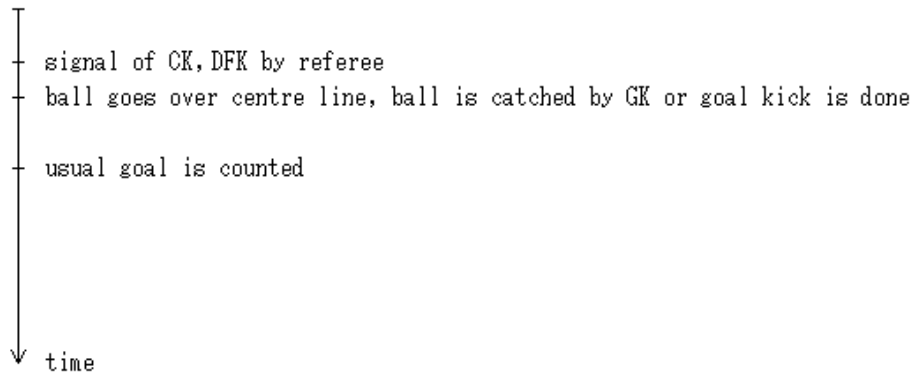 signal of CK, DFK by referee
ball goes over centre line, ball is catched by GK or goal kick is done
usual goal is counted
time